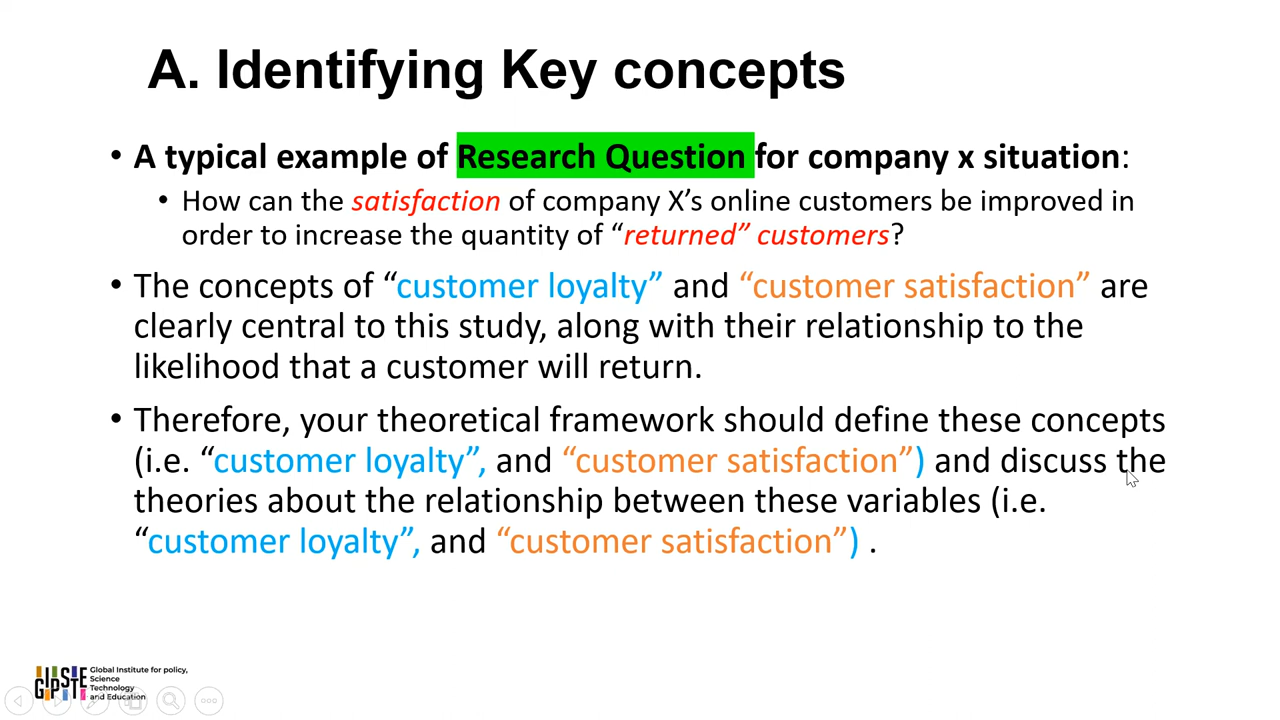 A. Identifying Key concepts
• A typical example of Research Question for company x situation:
• How can the satisfaction of company X’s online customers be improved in
order to increase the quantity of “returned” customers?
• The concepts of “customer loyalty” and “customer satisfaction” are
clearly central to this study, along with their relationship to the
likelihood that a customer will return.
• Therefore, your theoretical framework should define these concepts
(i.e. “customer loyalty”, and “customer satisfaction”) and discuss the
theories about the relationship between these variables (i.e.
“customer loyalty”, and “customer satisfaction”) .
GIPSTE
Global Institute for policy,
Science
Technology
and Education